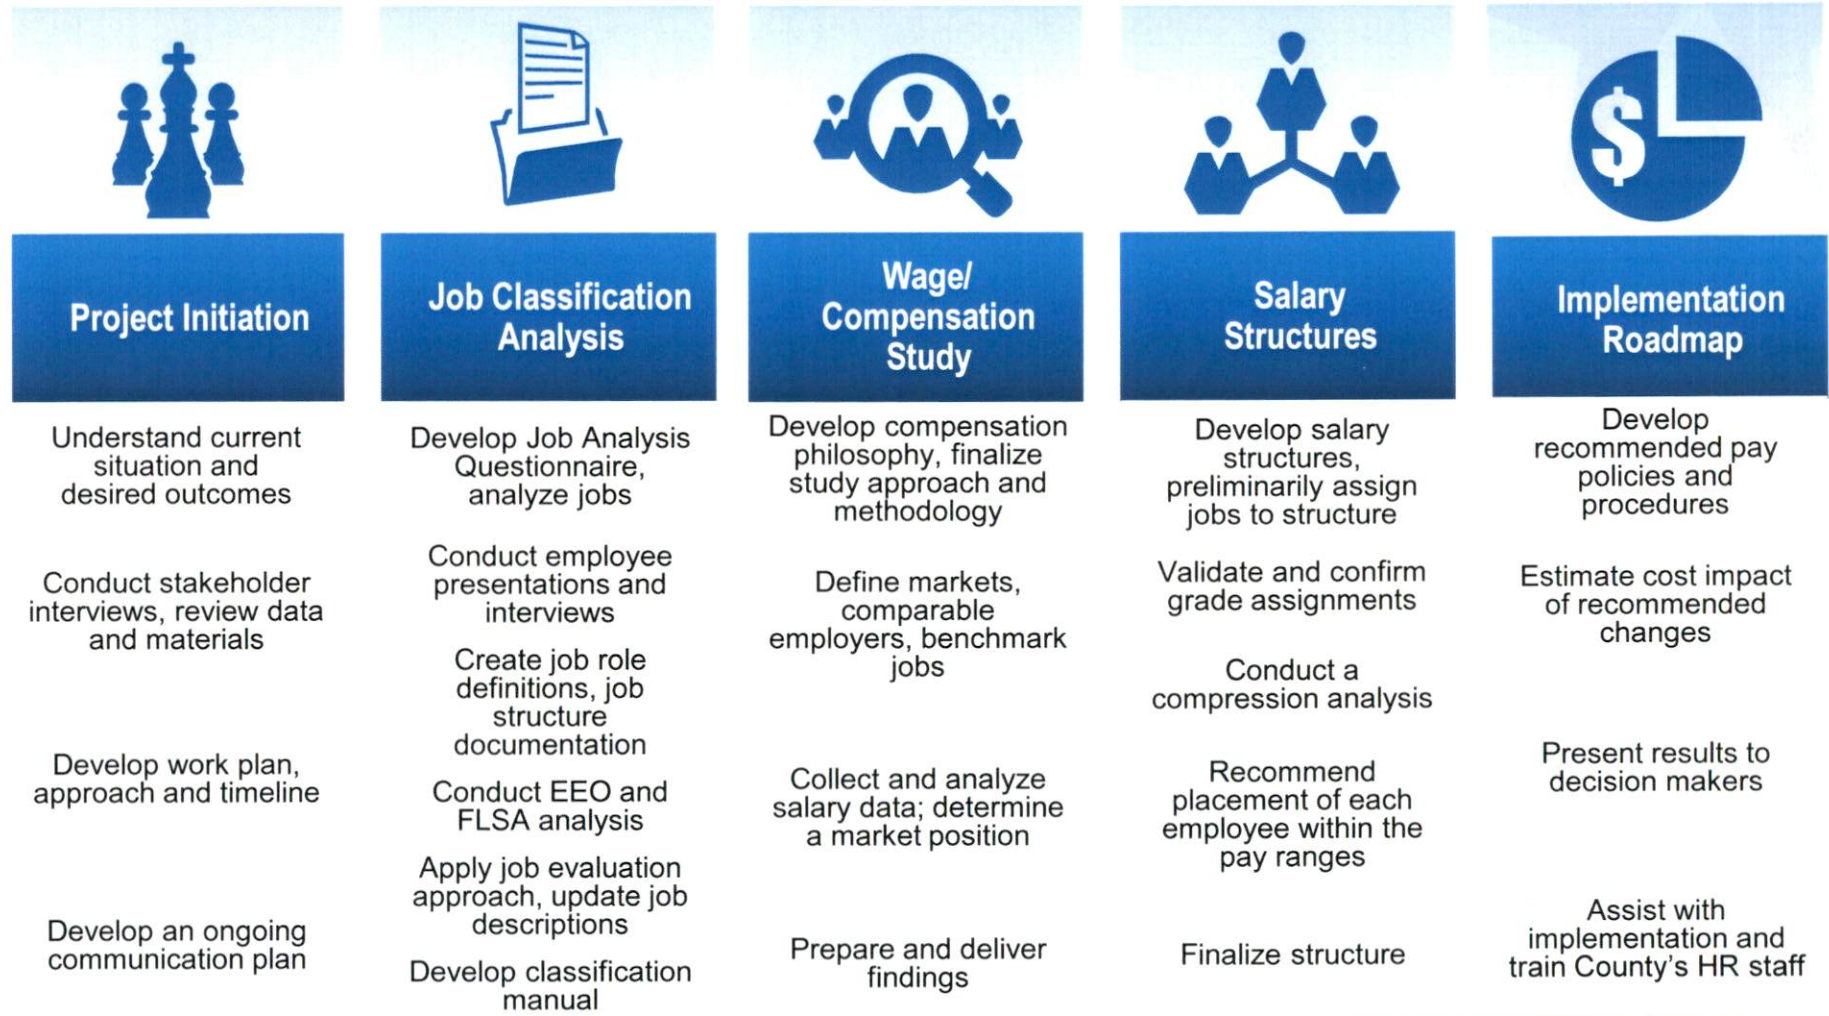 Project Initiation
Understand current
situation and
desired outcomes
Conduct stakeholder
interviews, review data
and materials
Develop work plan,
approach and timeline
Develop an ongoing
communication plan
Job Classification
Analysis
Develop Job Analysis
Questionnaire,
analyze jobs
Conduct employee
presentations and
interviews
Create job role
definitions, job
structure
documentation
Conduct EEO and
FLSA analysis
Apply job evaluation
approach, update job
descriptions
Develop classification
manual
Wage/
Compensation
Study
Develop compensation
philosophy, finalize
study approach and
methodology
Define markets,
comparable
employers, benchmark
jobs
Collect and analyze
salary data; determine
a market position
Prepare and deliver
findings
Salary
Structures
Develop salary
structures,
preliminarily assign
jobs to structure
Validate and confirm
grade assignments
Conduct a
compression analysis
Recommend
placement of each
employee within the
pay ranges
Finalize structure
$
Implementation
Roadmap
Develop
recommended pay
policies and
procedures
Estimate cost impact
of recommended
changes
Present results to
decision makers
Assist with
implementation and
train County's HR staff